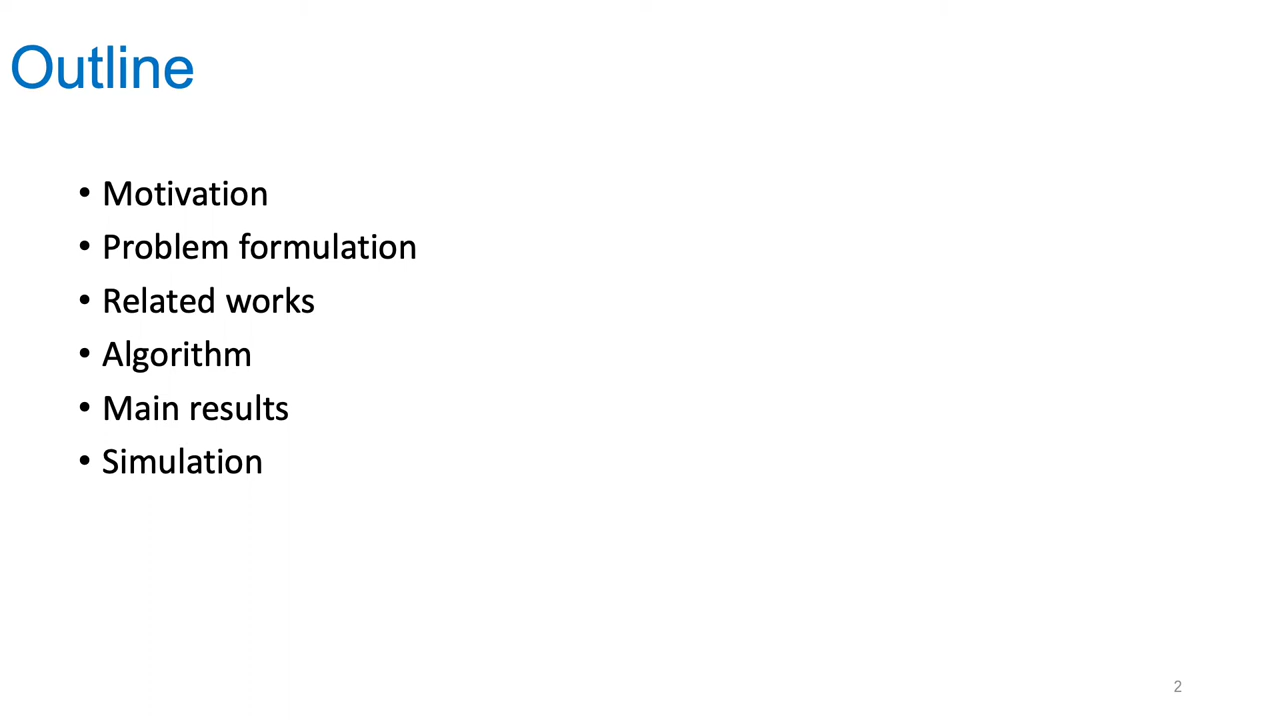 Outline
• Motivation
• Problem formulation
• Related works
• Algorithm
• Main results
• Simulation
2